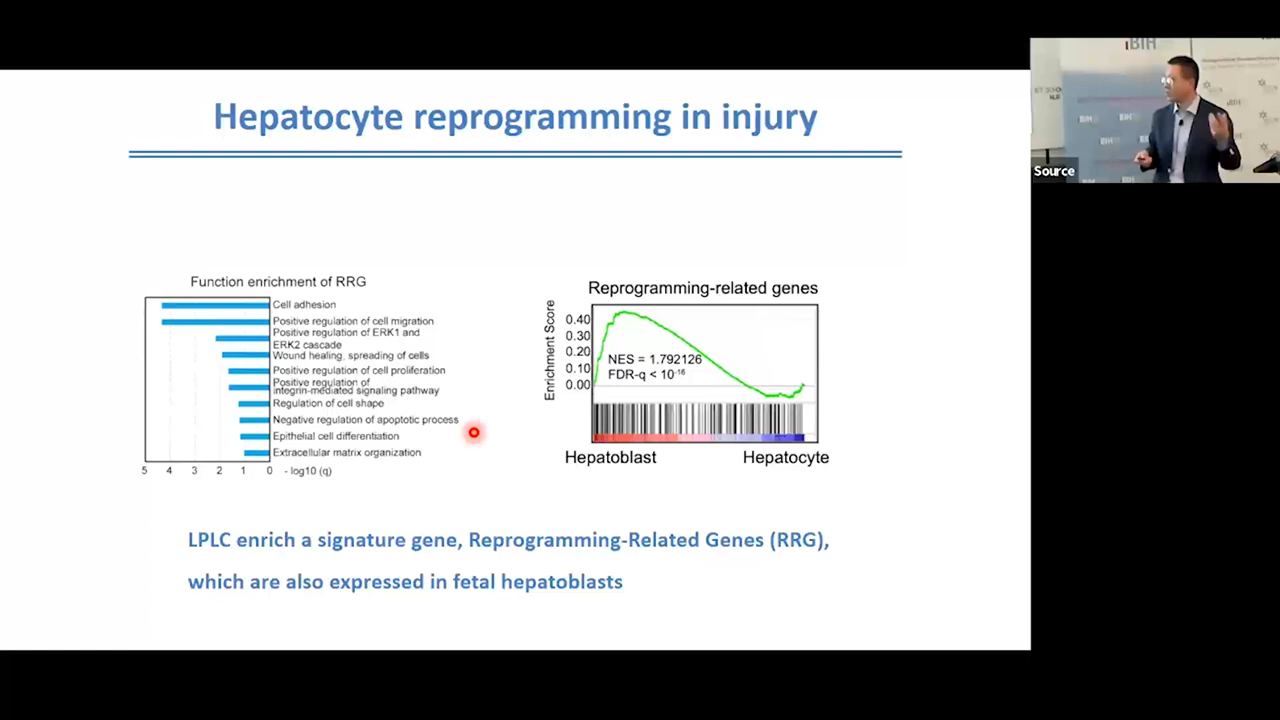 Hepatocyte reprogramming in injury
BIH
BIH
BIH
BIH
Source
Function enrichment of RRG
Cell adhesion
Positive regulation of cell migration
Positive regulation of ERK1 and
ERK2 cascade
Wound healing, spreading of cells
Positive regulation of cell proliferation
Positive regulation of
integrin-mediated signaling pathway
Regulation of cell shape
Negative regulation of apoptotic process
Epithelial cell differentiation
Extracellular matrix organization
5 4 3 2 1 0 - log10 (q)
Reprogramming-related genes
Enrichment Score
0.40
0.30
0.20
0.10
0.00
NES = 1.792126
FDR-q < 10⁻¹⁶
Hepatoblast Hepatocyte
LPLC enrich a signature gene, Reprogramming-Related Genes (RRG),
which are also expressed in fetal hepatoblasts